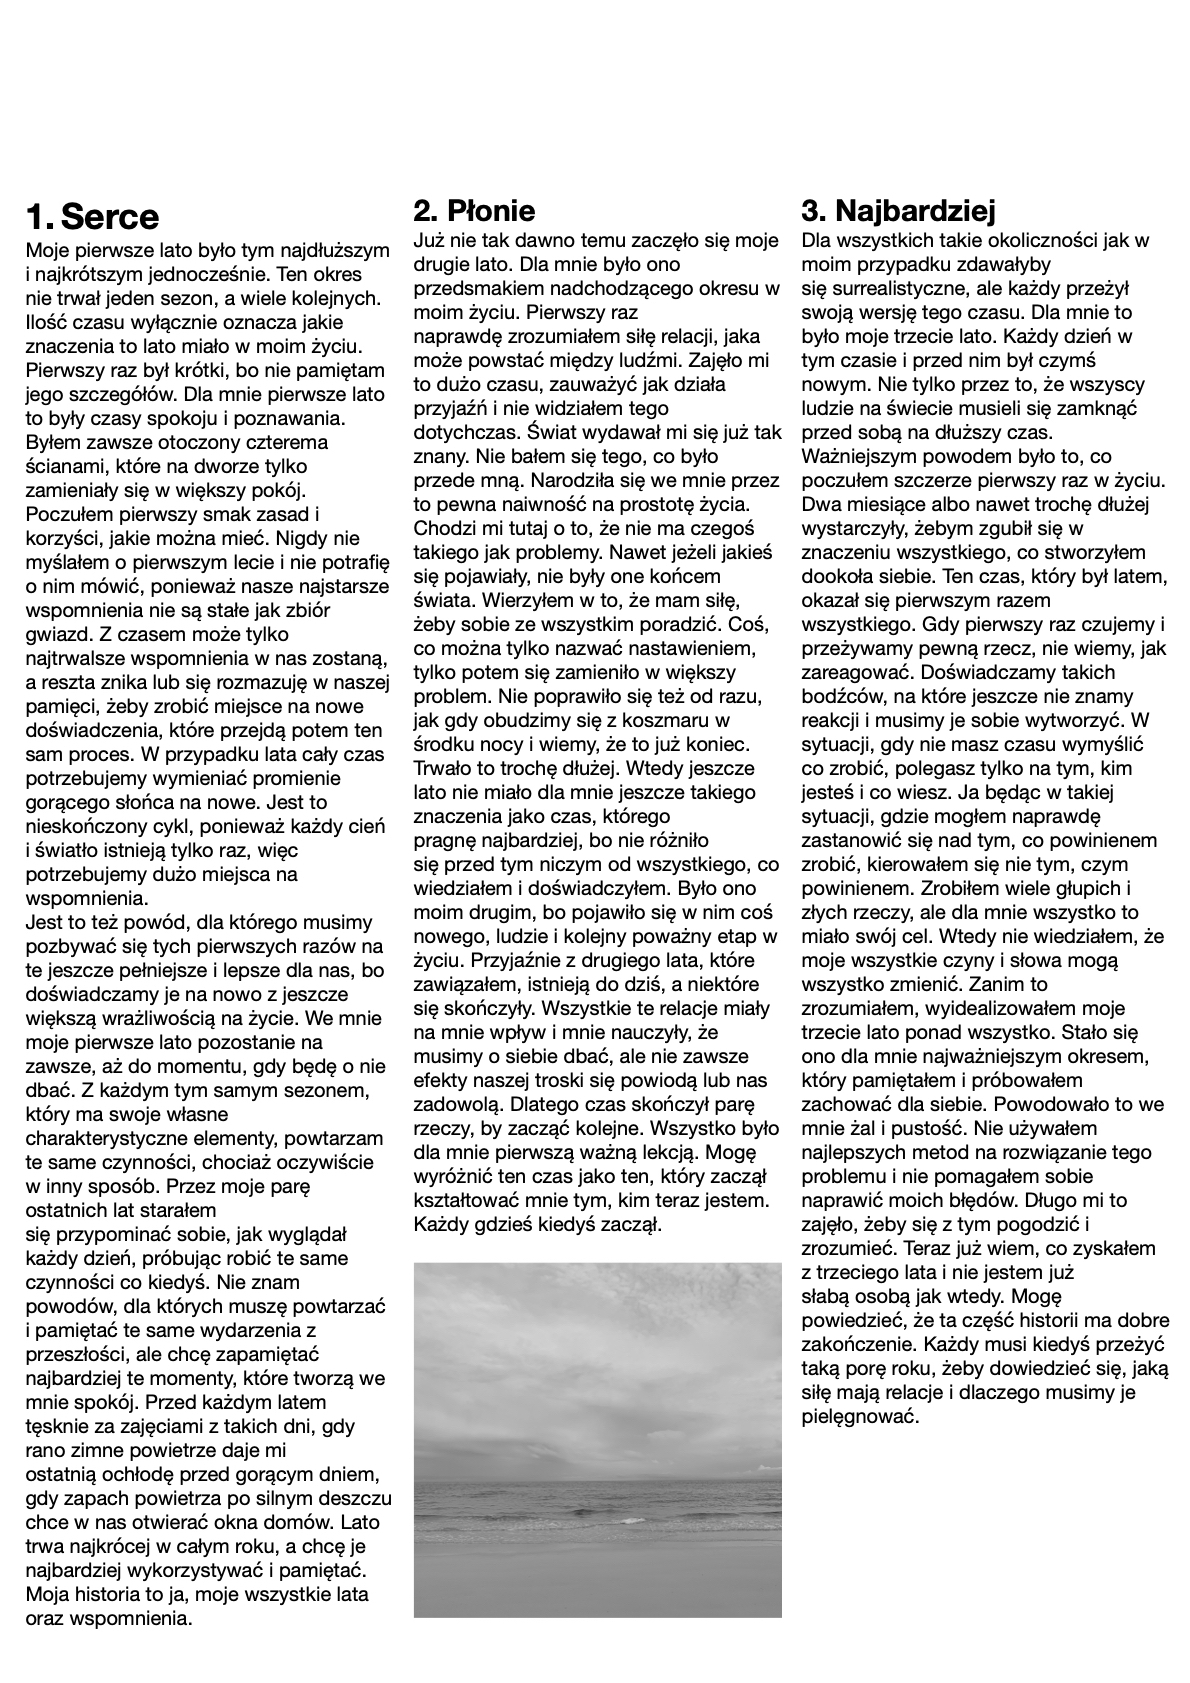 1. Serce
Moje pierwsze lato było tym najdłuższym
i najkrótszym jednocześnie. Ten okres
nie trwał jeden sezon, a wiele kolejnych.
Ilość czasu wyłącznie oznacza jakie
znaczenia to lato miało w moim życiu.
Pierwszy raz był krótki, bo nie pamiętam
jego szczegółów. Dla mnie pierwsze lato
to były czasy spokoju i poznawania.
Byłem zawsze otoczony czterema
ścianami, które na dworze tylko
zamieniały się w większy pokój.
Poczułem pierwszy smak zasad i
korzyści, jakie można mieć. Nigdy nie
myślałem o pierwszym lecie i nie potrafię
o nim mówić, ponieważ nasze najstarsze
wspomnienia nie są stałe jak zbiór
gwiazd. Z czasem może tylko
najtrwalsze wspomnienia w nas zostaną,
a reszta znika lub się rozmazuję w naszej
pamięci, żeby zrobić miejsce na nowe
doświadczenia, które przejdą potem ten
sam proces. W przypadku lata cały czas
potrzebujemy wymieniać promienie
gorącego słońca na nowe. Jest to
nieskończony cykl, ponieważ każdy cień
i światło istnieją tylko raz, więc
potrzebujemy dużo miejsca na
wspomnienia.
Jest to też powód, dla którego musimy
pozbywać się tych pierwszych razów na
te jeszcze pełniejsze i lepsze dla nas, bo
doświadczamy je na nowo z jeszcze
większą wrażliwością na życie. We mnie
moje pierwsze lato pozostanie na
zawsze, aż do momentu, gdy będę o nie
dbać. Z każdym tym samym sezonem,
który ma swoje własne
charakterystyczne elementy, powtarzam
te same czynności, chociaż oczywiście
w inny sposób. Przez moje parę
ostatnich lat starałem
się przypominać sobie, jak wyglądał
każdy dzień, próbując robić te same
czynności co kiedyś. Nie znam
powodów, dla których muszę powtarzać
i pamiętać te same wydarzenia z
przeszłości, ale chcę zapamiętać
najbardziej te momenty, które tworzą we
mnie spokój. Przed każdym latem
tęsknie za zajęciami z takich dni, gdy
rano zimne powietrze daje mi
ostatnią ochłodę przed gorącym dniem,
gdy zapach powietrza po silnym deszczu
chce w nas otwierać okna domów. Lato
trwa najkrócej w całym roku, a chcę je
najbardziej wykorzystywać i pamiętać.
Moja historia to ja, moje wszystkie lata
oraz wspomnienia.
2. Płonie
Już nie tak dawno temu zaczęło się moje
drugie lato. Dla mnie było ono
przedsmakiem nadchodzącego okresu w
moim życiu. Pierwszy raz
naprawdę zrozumiałem siłę relacji, jaka
może powstać między ludźmi. Zajęło mi
to dużo czasu, zauważyć jak działa
przyjaźń i nie widziałem tego
dotychczas. Świat wydawał mi się już tak
znany. Nie bałem się tego, co było
przede mną. Narodziła się we mnie przez
to pewna naiwność na prostotę życia.
Chodzi mi tutaj o to, że nie ma czegoś
takiego jak problemy. Nawet jeżeli jakieś
się pojawiały, nie były one końcem
świata. Wierzyłem w to, że mam siłę,
żeby sobie ze wszystkim poradzić. Coś,
co można tylko nazwać nastawieniem,
tylko potem się zamieniło w większy
problem. Nie poprawiło się też od razu,
jak gdy obudzimy się z koszmaru w
środku nocy i wiemy, że to już koniec.
Trwało to trochę dłużej. Wtedy jeszcze
lato nie miało dla mnie jeszcze takiego
znaczenia jako czas, którego
pragnę najbardziej, bo nie różniło
się przed tym niczym od wszystkiego, co
wiedziałem i doświadczyłem. Było ono
moim drugim, bo pojawiło się w nim coś
nowego, ludzie i kolejny poważny etap w
życiu. Przyjaźnie z drugiego lata, które
zawiązałem, istnieją do dziś, a niektóre
się skończyły. Wszystkie te relacje miały
na mnie wpływ i mnie nauczyły, że
musimy o siebie dbać, ale nie zawsze
efekty naszej troski się powiodą lub nas
zadowolą. Dlatego czas skończył parę
rzeczy, by zacząć kolejne. Wszystko było
dla mnie pierwszą ważną lekcją. Mogę
wyróżnić ten czas jako ten, który zaczął
kształtować mnie tym, kim teraz jestem.
Każdy gdzieś kiedyś zaczął.
3. Najbardziej
Dla wszystkich takie okoliczności jak w
moim przypadku zdawałyby
się surrealistyczne, ale każdy przeżył
swoją wersję tego czasu. Dla mnie to
było moje trzecie lato. Każdy dzień w
tym czasie i przed nim był czymś
nowym. Nie tylko przez to, że wszyscy
ludzie na świecie musieli się zamknąć
przed sobą na dłuższy czas.
Ważniejszym powodem było to, co
poczułem szczerze pierwszy raz w życiu.
Dwa miesiące albo nawet trochę dłużej
wystarczyły, żebym zgubił się w
znaczeniu wszystkiego, co stworzyłem
dookoła siebie. Ten czas, który był latem,
okazał się pierwszym razem
wszystkiego. Gdy pierwszy raz czujemy i
przeżywamy pewną rzecz, nie wiemy, jak
zareagować. Doświadczamy takich
bodźców, na które jeszcze nie znamy
reakcji i musimy je sobie wytworzyć. W
sytuacji, gdy nie masz czasu wymyślić
co zrobić, polegasz tylko na tym, kim
jesteś i co wiesz. Ja będąc w takiej
sytuacji, gdzie mogłem naprawdę
zastanowić się nad tym, co powinienem
zrobić, kierowałem się nie tym, czym
powinienem. Zrobiłem wiele głupich i
złych rzeczy, ale dla mnie wszystko to
miało swój cel. Wtedy nie wiedziałem, że
moje wszystkie czyny i słowa mogą
wszystko zmienić. Zanim to
zrozumiałem, wyidealizowałem moje
trzecie lato ponad wszystko. Stało się
ono dla mnie najważniejszym okresem,
który pamiętałem i próbowałem
zachować dla siebie. Powodowało to we
mnie żal i pustość. Nie używałem
najlepszych metod na rozwiązanie tego
problemu i nie pomagałem sobie
naprawić moich błędów. Długo mi to
zajęło, żeby się z tym pogodzić i
zrozumieć. Teraz już wiem, co zyskałem
z trzeciego lata i nie jestem już
słabą osobą jak wtedy. Mogę
powiedzieć, że ta część historii ma dobre
zakończenie. Każdy musi kiedyś przeżyć
taką porę roku, żeby dowiedzieć się, jaką
siłę mają relacje i dlaczego musimy je
pielęgnować.